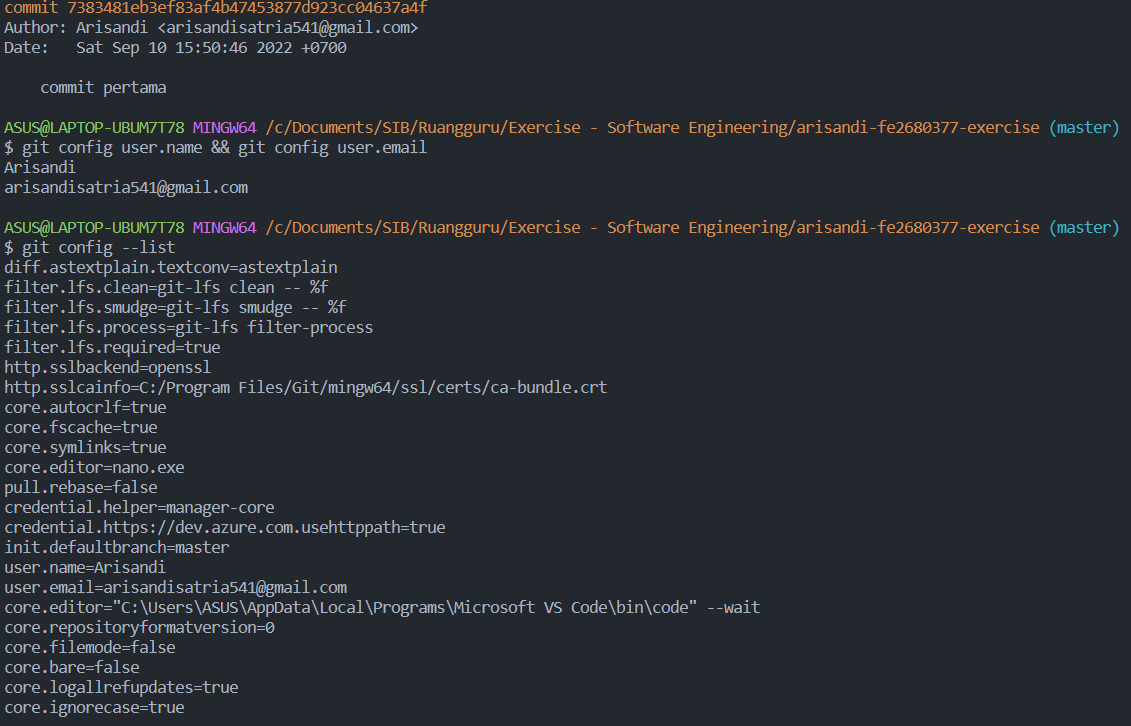 commit 7383481eb3ef83af4b47453877d923cc04637a4f
Author: Arisandi <arisandisatria541@gmail.com>
Date:   Sat Sep 10 15:50:46 2022 +0700
commit pertama
ASUS@LAPTOP-UBUM7T78 MINGW64 /c/Documents/SIB/Ruangguru/Exercise - Software Engineering/arisandi-fe2680377-exercise (master)
$ git config user.name && git config user.email
Arisandi
arisandisatria541@gmail.com
ASUS@LAPTOP-UBUM7T78 MINGW64 /c/Documents/SIB/Ruangguru/Exercise - Software Engineering/arisandi-fe2680377-exercise (master)
$ git config --list
diff.astextplain.textconv=astextplain
filter.lfs.clean=git-lfs clean -- %f
filter.lfs.smudge=git-lfs smudge -- %f
filter.lfs.process=git-lfs filter-process
filter.lfs.required=true
http.sslbackend=openssl
http.sslcainfo=C:/Program Files/Git/mingw64/ssl/certs/ca-bundle.crt
core.autocrlf=true
core.fscache=true
core.symlinks=true
core.editor=nano.exe
pull.rebase=false
credential.helper=manager-core
credential.https://dev.azure.com.usehttppath=true
init.defaultbranch=master
user.name=Arisandi
user.email=arisandisatria541@gmail.com
core.editor="C:\Users\ASUS\AppData\Local\Programs\Microsoft VS Code\bin\code" --wait
core.repositoryformatversion=0
core.filemode=false
core.bare=false
core.logallrefupdates=true
core.ignorecase=true